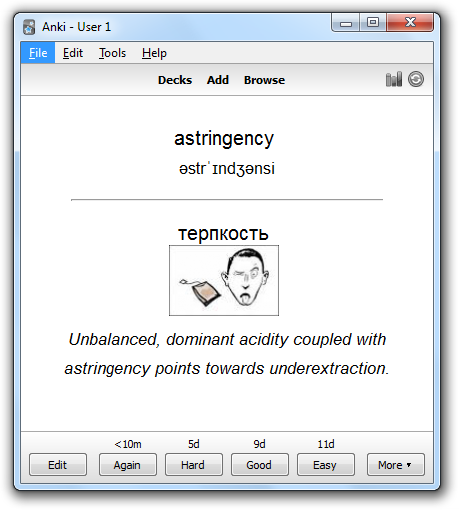 Anki - User 1
File Edit Tools Help
Decks Add Browse
astringency
əstrˈɪndʒənsi
терпкость
Unbalanced, dominant acidity coupled with
astringency points towards underextraction.
<10m 5d 9d 11d
Edit Again Hard Good Easy More ▾